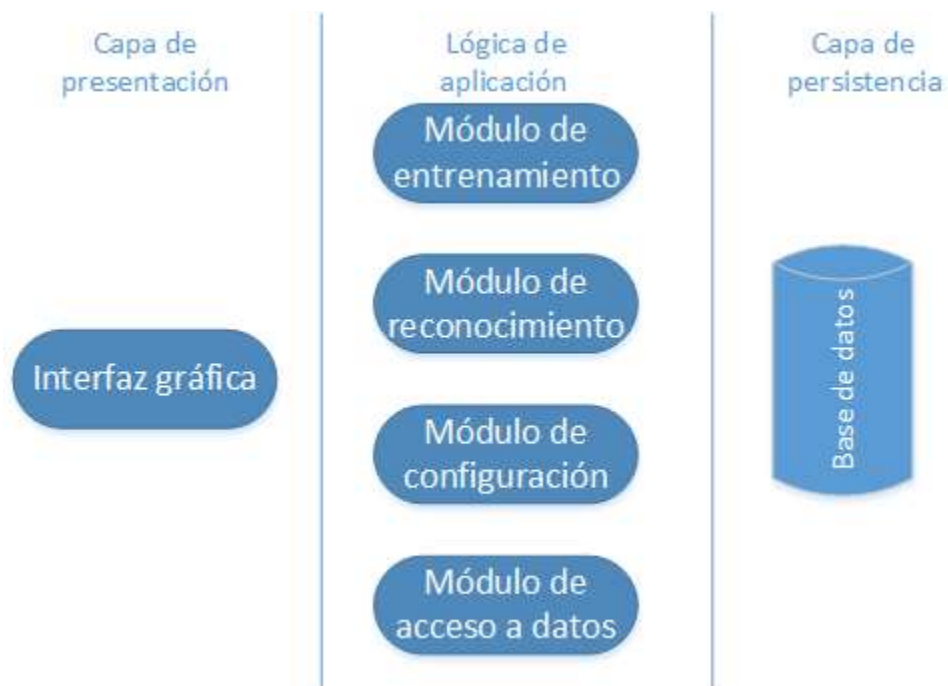 Capa de
presentación
Interfaz gráfica
Lógica de
aplicación
Módulo de
entrenamiento
Módulo de
reconocimiento
Módulo de
configuración
Módulo de
acceso a datos
Capa de
persistencia
Base de datos